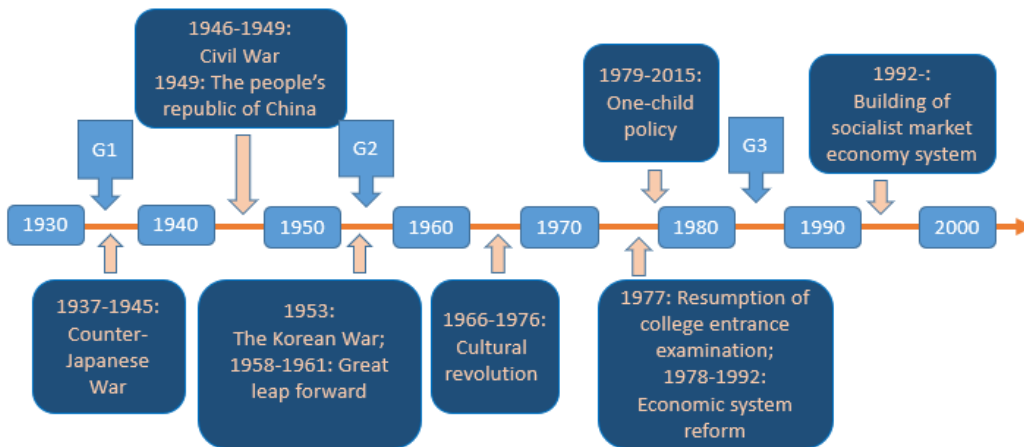 1946-1949:
Civil War
1949: The people's
republic of China
1979-2015:
One-child
policy
1992-:
Building of
socialist market
economy system
G1
G2
G3
1930
1940
1950
1960
1970
1980
1990
2000
1937-1945:
Counter-
Japanese
War
1953:
The Korean War;
1958-1961: Great
leap forward
1966-1976:
Cultural
revolution
1977: Resumption of
college entrance
examination;
1978-1992:
Economic system
reform